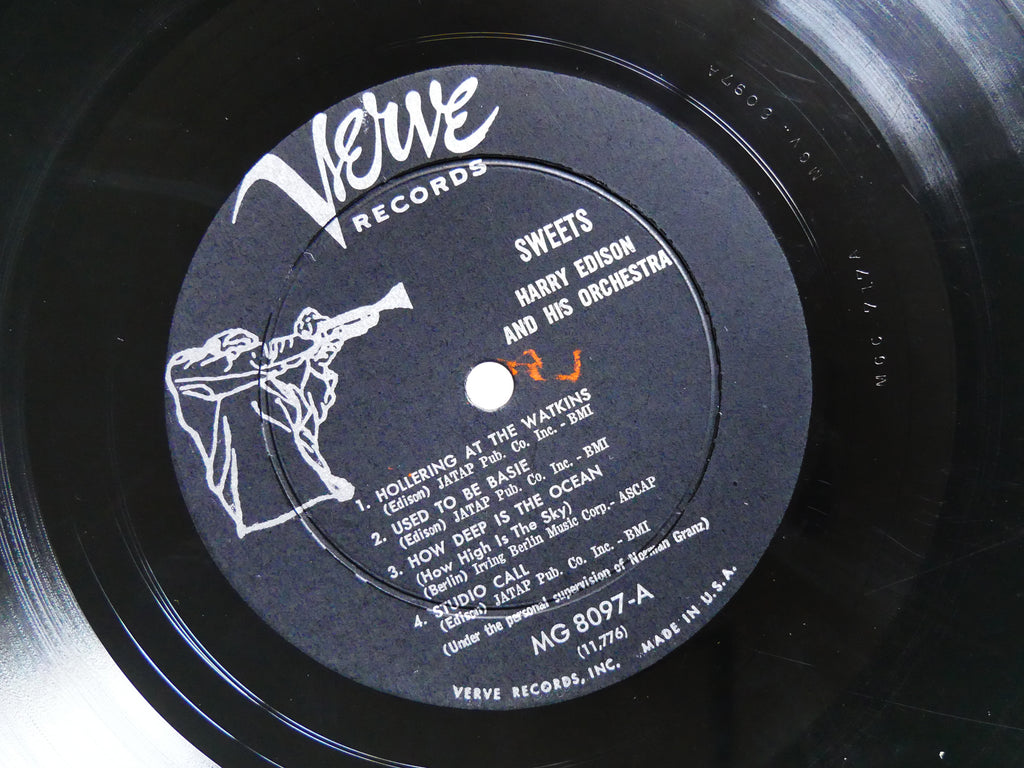 Verve
RECORDS
SWEETS
HARRY EDISON
AND HIS ORCHESTRA
1. HOLLERING AT THE WATKINS
(Edison) JATAP Pub. Co. Inc. - BMI
2. USED TO BE BASIE
(Edison) JATAP Pub. Co. Inc. - BMI
3. HOW DEEP IS THE OCEAN
(How High Is The Sky)
(Berlin) Irving Berlin Music Corp.- ASCAP
4. STUDIO CALL
(Edison) JATAP Pub. Co. Inc. - BMI
(Under the personal supervision of Norman Granz)
MG 8097-A
(11,776)
VERVE RECORDS, INC. MADE IN U.S.A.
MGV- 8097A